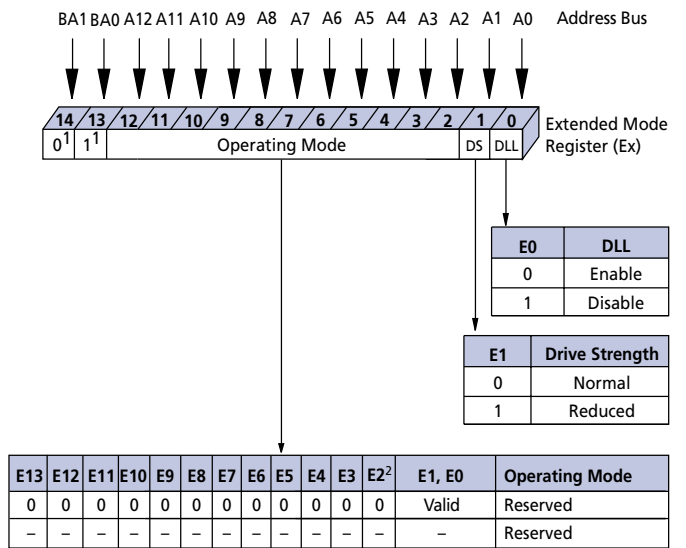 BA1 BA0 A12 A11 A10 A9 A8 A7 A6 A5 A4 A3 A2 A1 A0 Address Bus
14 13 12 11 10 9 8 7 6 5 4 3 2 1 0
Extended Mode
Register (Ex)
0¹ 1¹ Operating Mode DS DLL
E0 DLL
0 Enable
1 Disable
E1 Drive Strength
0 Normal
1 Reduced
E13 E12 E11 E10 E9 E8 E7 E6 E5 E4 E3 E2² E1, E0 Operating Mode
0 0 0 0 0 0 0 0 0 0 0 0 Valid Reserved
– – – – – – – – – – – – – Reserved